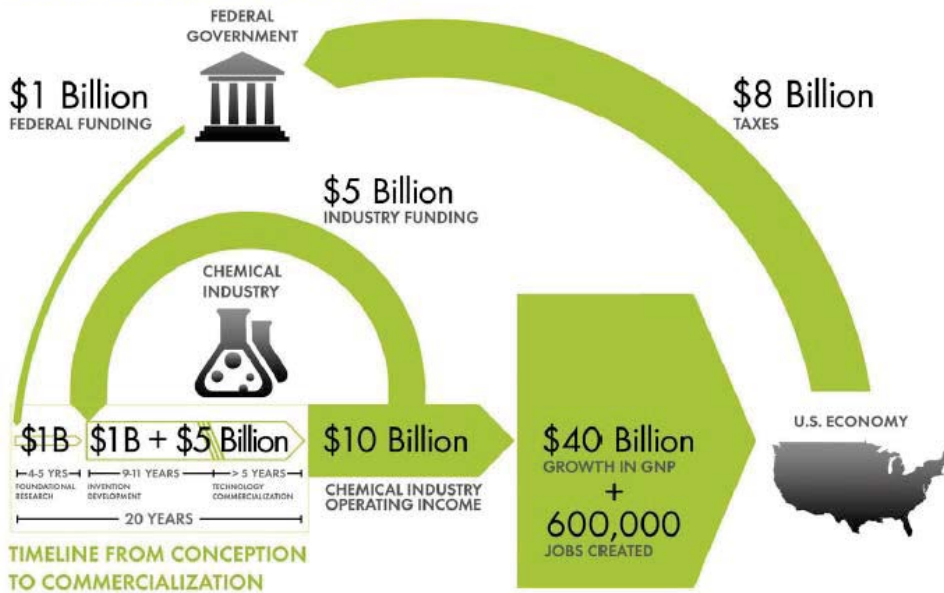 FEDERAL
GOVERNMENT
$1 Billion
FEDERAL FUNDING
$8 Billion
TAXES
$5 Billion
INDUSTRY FUNDING
CHEMICAL
INDUSTRY
$1B
$1B + $5 Billion
4-5 YRS
FOUNDATIONAL
RESEARCH
9-11 YEARS
INVENTION
DEVELOPMENT
> 5 YEARS
TECHNOLOGY
COMMERCIALIZATION
20 YEARS
TIMELINE FROM CONCEPTION
TO COMMERCIALIZATION
$10 Billion
CHEMICAL INDUSTRY
OPERATING INCOME
$40 Billion
GROWTH IN GNP
+
600,000
JOBS CREATED
U.S. ECONOMY